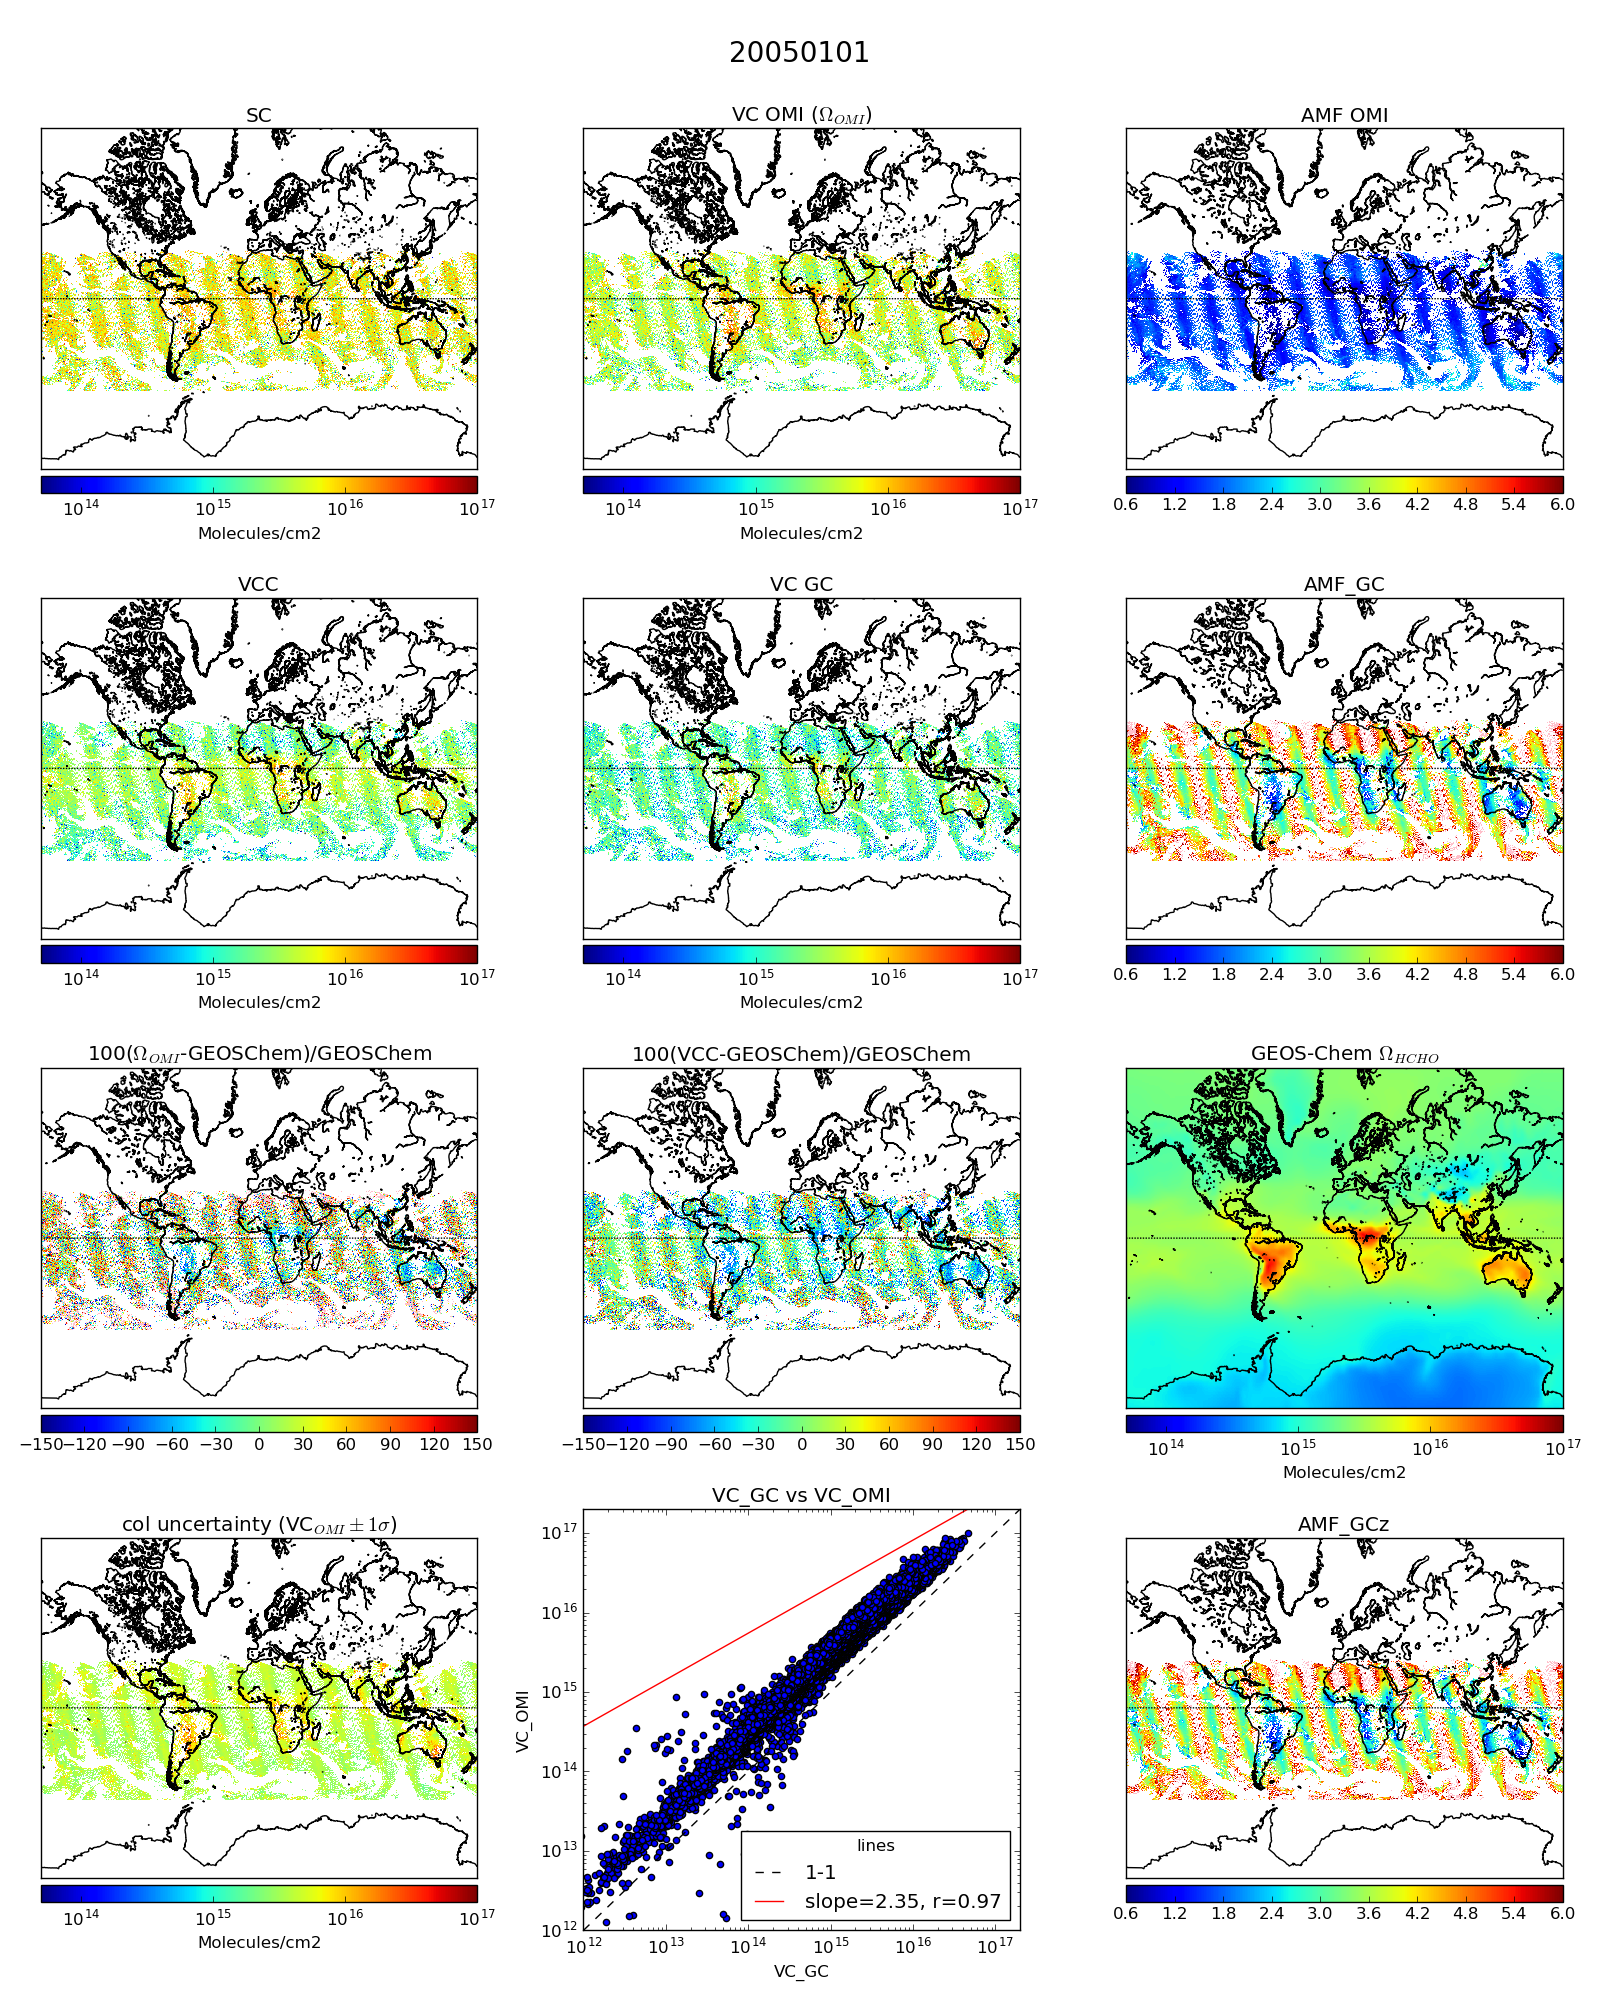 20050101
SC
VC OMI (Ω_OMI)
AMF OMI
10^14 10^15 10^16 10^17
Molecules/cm2
10^14 10^15 10^16 10^17
Molecules/cm2
0.6 1.2 1.8 2.4 3.0 3.6 4.2 4.8 5.4 6.0
VCC
VC GC
AMF_GC
10^14 10^15 10^16 10^17
Molecules/cm2
10^14 10^15 10^16 10^17
Molecules/cm2
0.6 1.2 1.8 2.4 3.0 3.6 4.2 4.8 5.4 6.0
100(Ω_OMI-GEOSChem)/GEOSChem
100(VCC-GEOSChem)/GEOSChem
GEOS-Chem Ω_HCHO
−150 −120 −90 −60 −30 0 30 60 90 120 150
−150 −120 −90 −60 −30 0 30 60 90 120 150
10^14 10^15 10^16 10^17
Molecules/cm2
col uncertainty (VC_OMI ± 1σ)
10^14 10^15 10^16 10^17
Molecules/cm2
VC_GC vs VC_OMI
10^17
10^16
10^15
10^14
10^13
10^12
VC_OMI
lines
1-1
slope=2.35, r=0.97
10^12 10^13 10^14 10^15 10^16 10^17
VC_GC
AMF_GCz
0.6 1.2 1.8 2.4 3.0 3.6 4.2 4.8 5.4 6.0